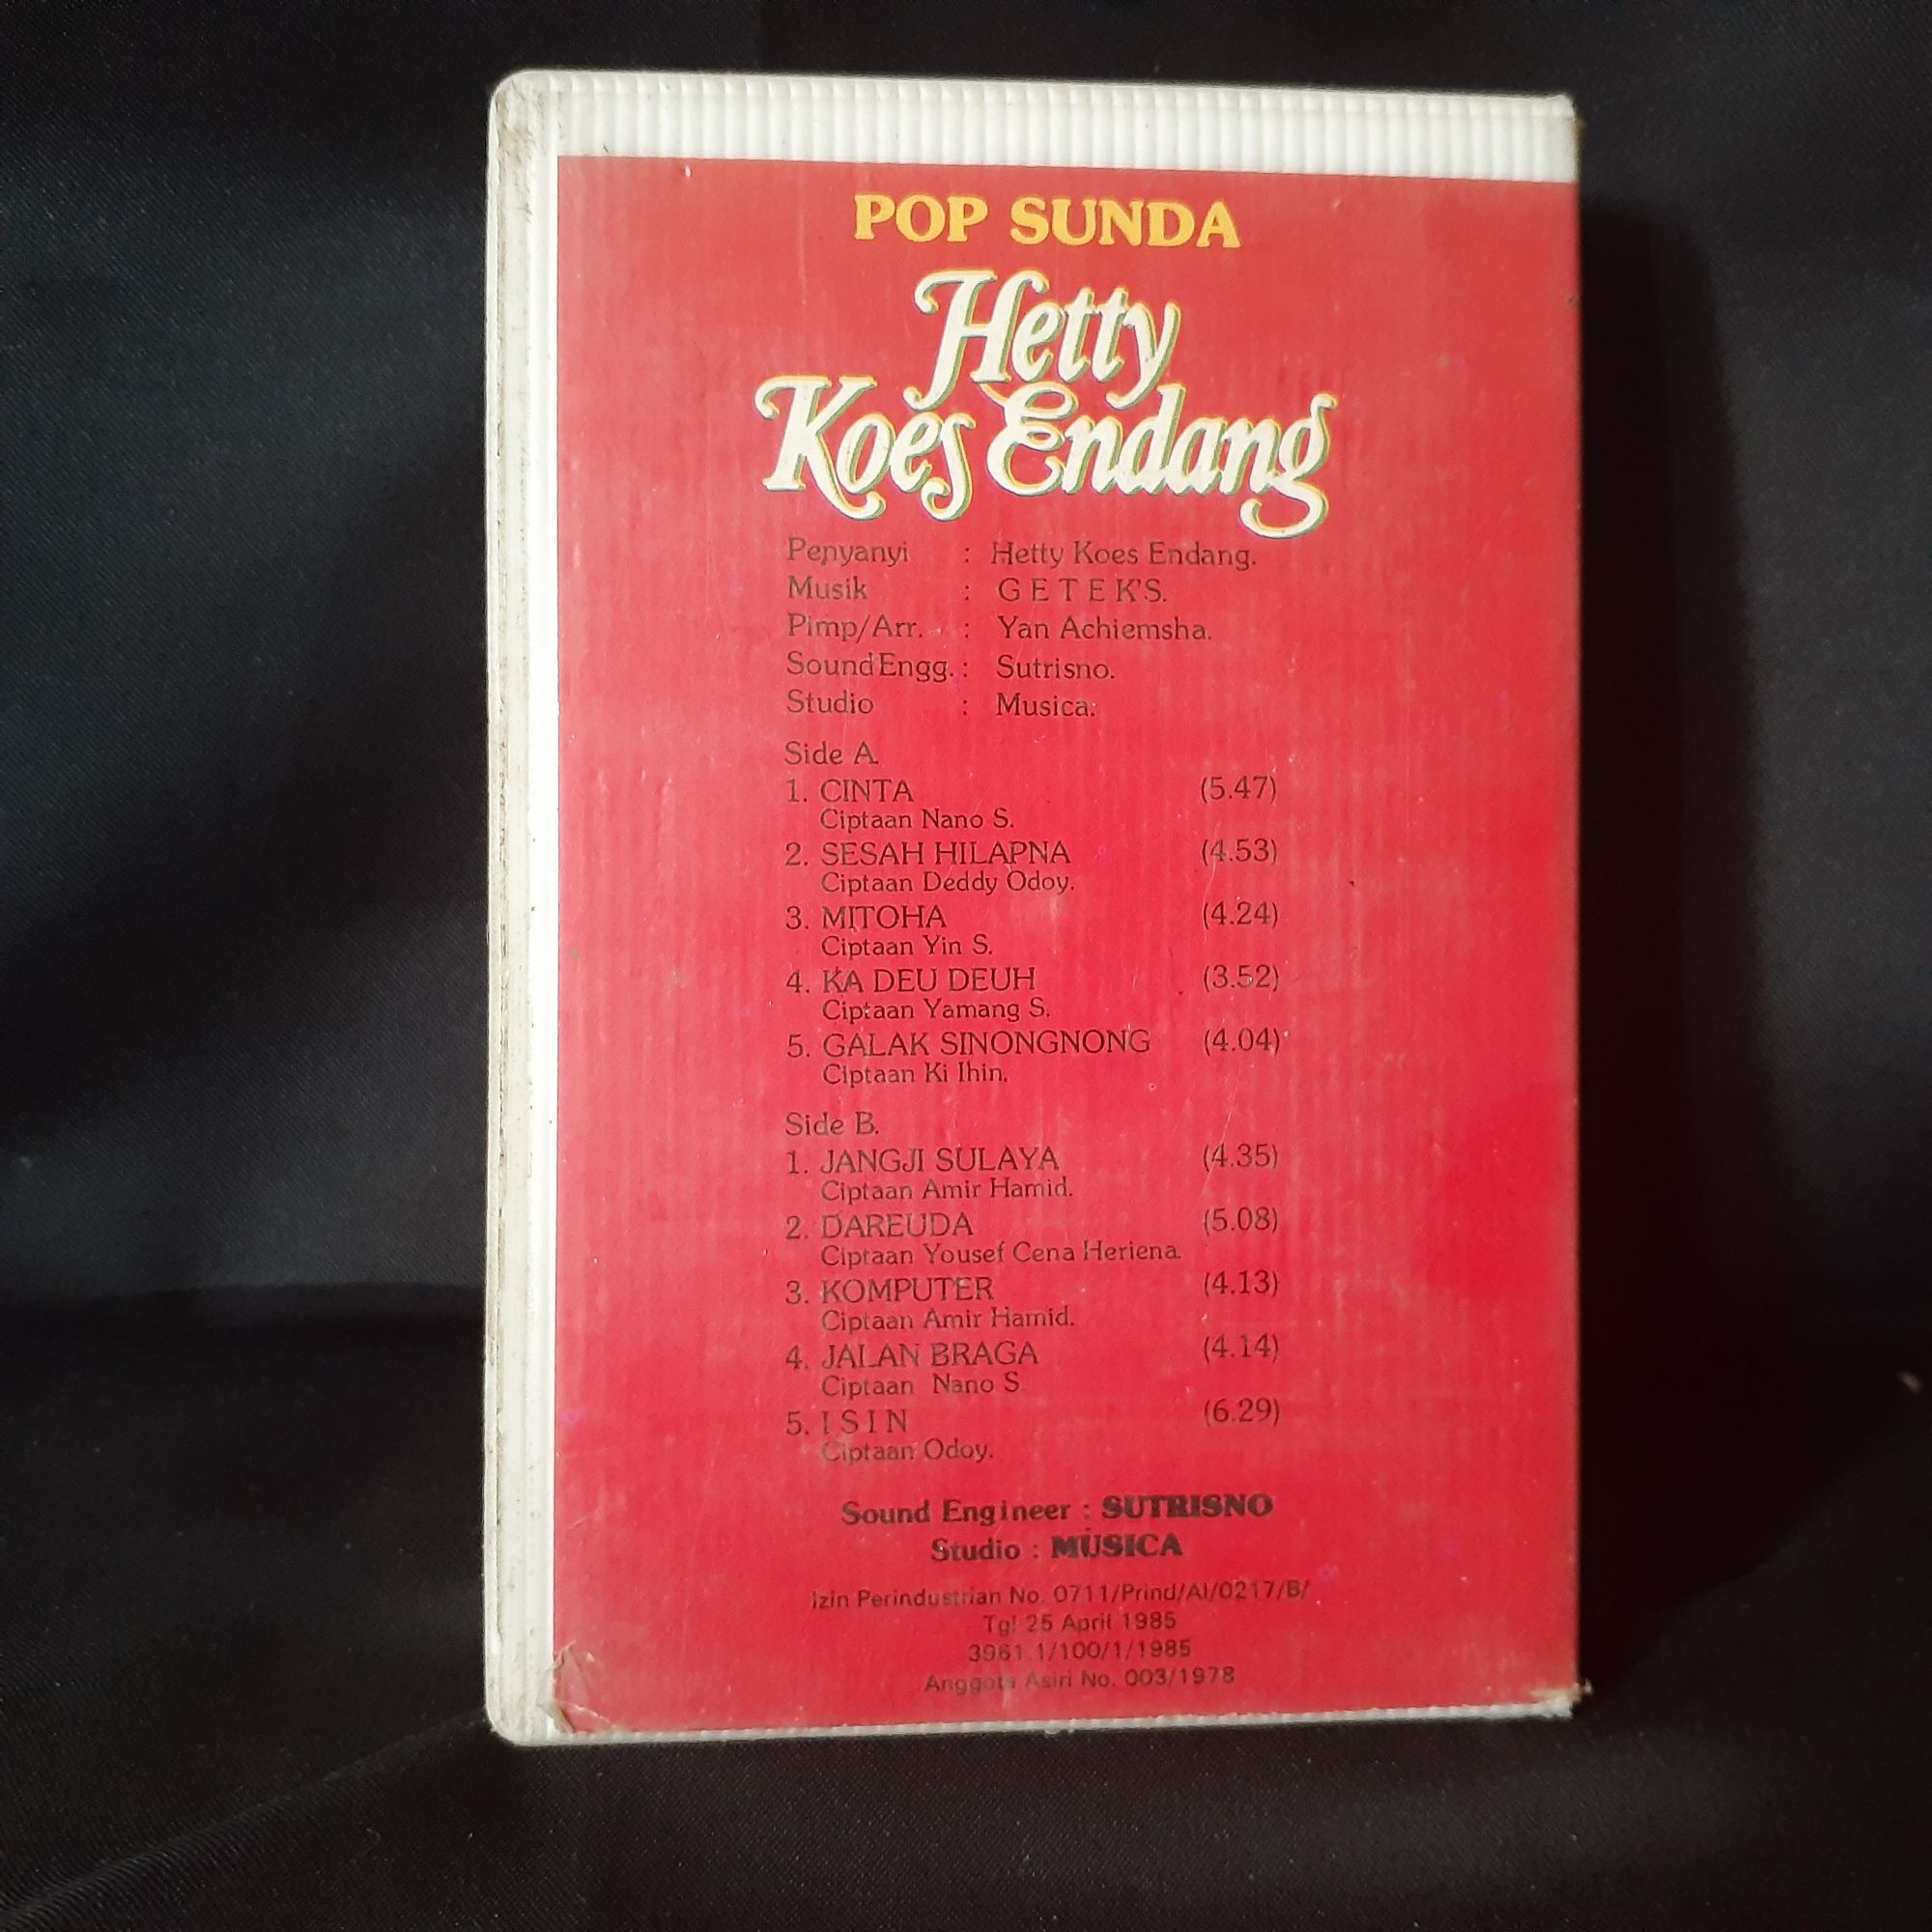 POP SUNDA
Hetty
Koes Endang
Penyanyi : Hetty Koes Endang.
Musik : G E T E K'S.
Pimp/Arr. : Yan Achiemsha.
Sound Engg. : Sutrisno.
Studio : Musica.
Side A.
1. CINTA (5.47)
Ciptaan Nano S.
2. SESAH HILAPNA (4.53)
Ciptaan Deddy Odoy.
3. MITOHA (4.24)
Ciptaan Yin S.
4. KA DEU DEUH (3.52)
Ciptaan Yamang S.
5. GALAK SINONGNONG (4.04)
Ciptaan Ki Ihin.
Side B.
1. JANGJI SULAYA (4.35)
Ciptaan Amir Hamid.
2. DAREUDA (5.08)
Ciptaan Yousef Cena Heriena.
3. KOMPUTER (4.13)
Ciptaan Amir Hamid.
4. JALAN BRAGA (4.14)
Ciptaan Nano S.
5. I S I N (6.29)
Ciptaan Odoy.
Sound Engineer : SUTRISNO
Studio : MUSICA
Izin Perindustrian No. 0711/Prind/AI/0217/B/
Tgl 25 April 1985
3961.1/100/1/1985
Anggota Asiri No. 003/1978